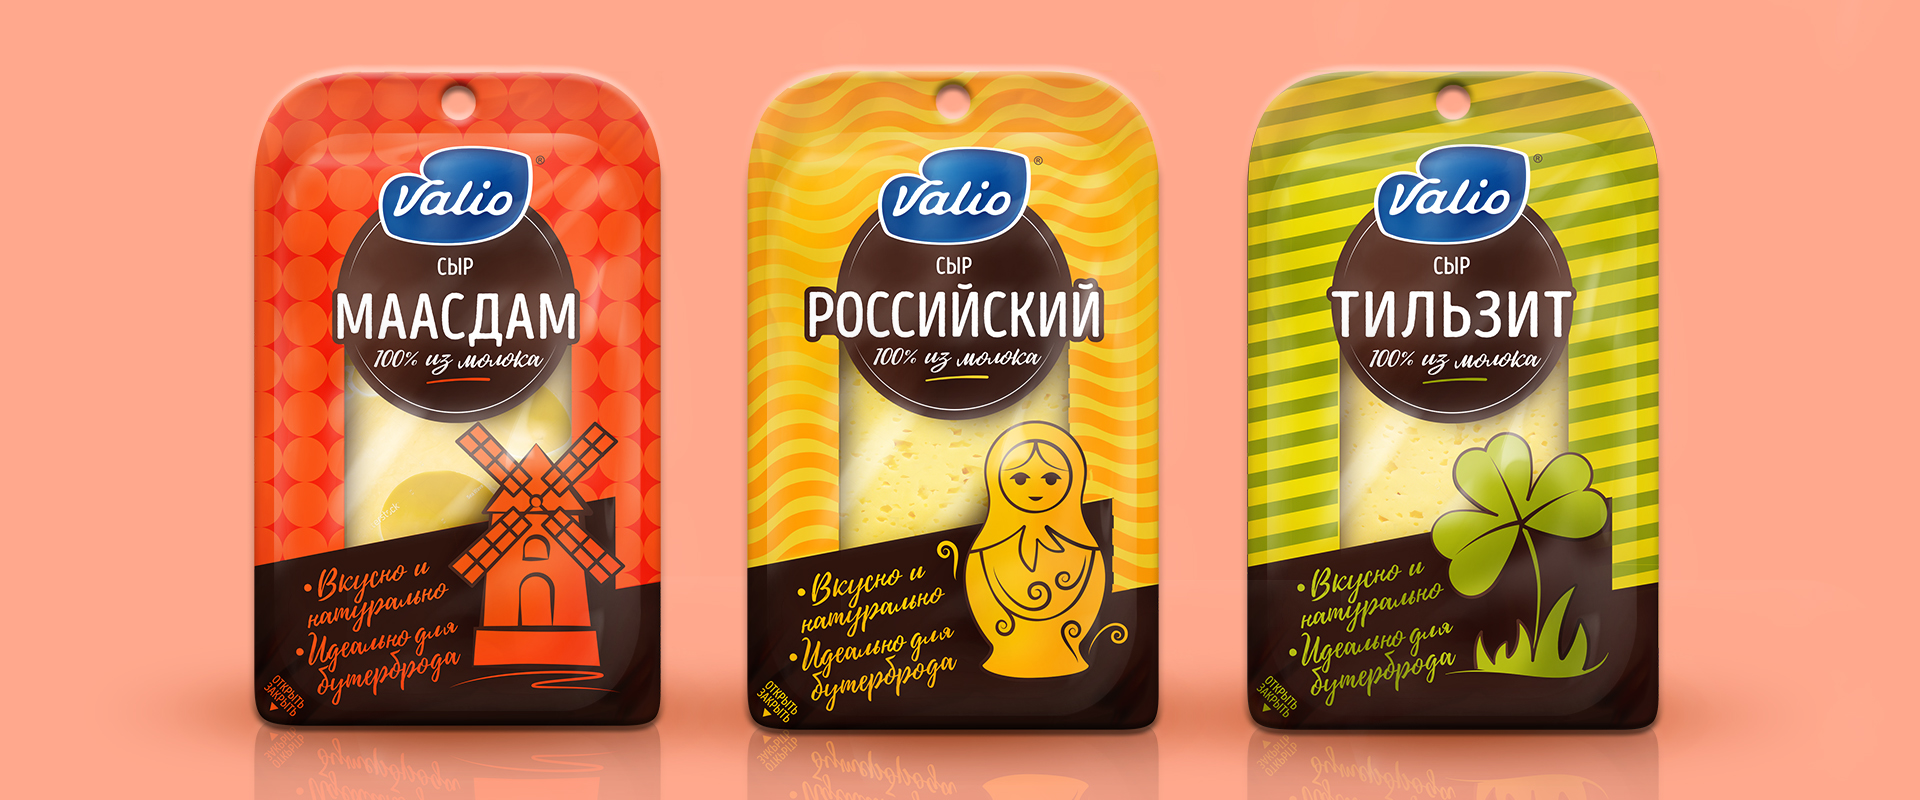 Valio®
СЫР
МААСДАМ
100% из молока
• Вкусно и
натурально
• Идеально для
бутерброда
ОТКРЫТЬ
ЗАКРЫТЬ
Valio®
СЫР
РОССИЙСКИЙ
100% из молока
• Вкусно и
натурально
• Идеально для
бутерброда
ОТКРЫТЬ
ЗАКРЫТЬ
Valio®
СЫР
ТИЛЬЗИТ
100% из молока
• Вкусно и
натурально
• Идеально для
бутерброда
ОТКРЫТЬ
ЗАКРЫТЬ